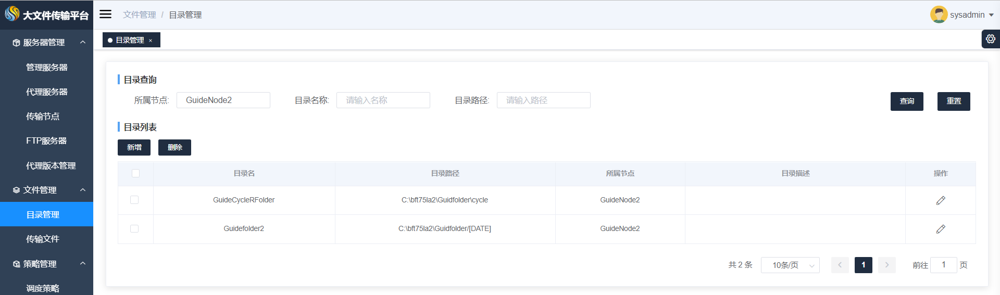 大文件传输平台
文件管理 / 目录管理
sysadmin
目录管理 ×
服务器管理
管理服务器
代理服务器
传输节点
FTP服务器
代理版本管理
文件管理
目录管理
传输文件
策略管理
调度策略
目录查询
所属节点: GuideNode2 目录名称: 请输入名称 目录路径: 请输入路径 查询 重置
目录列表
新增 删除
目录名 目录路径 所属节点 目录描述 操作
GuideCycleRFolder C:\bft75la2\Guidfolder\cycle GuideNode2
Guidefolder2 C:\bft75la2\Guidfolder/[DATE] GuideNode2
共 2 条 10条/页 1 前往 1 页